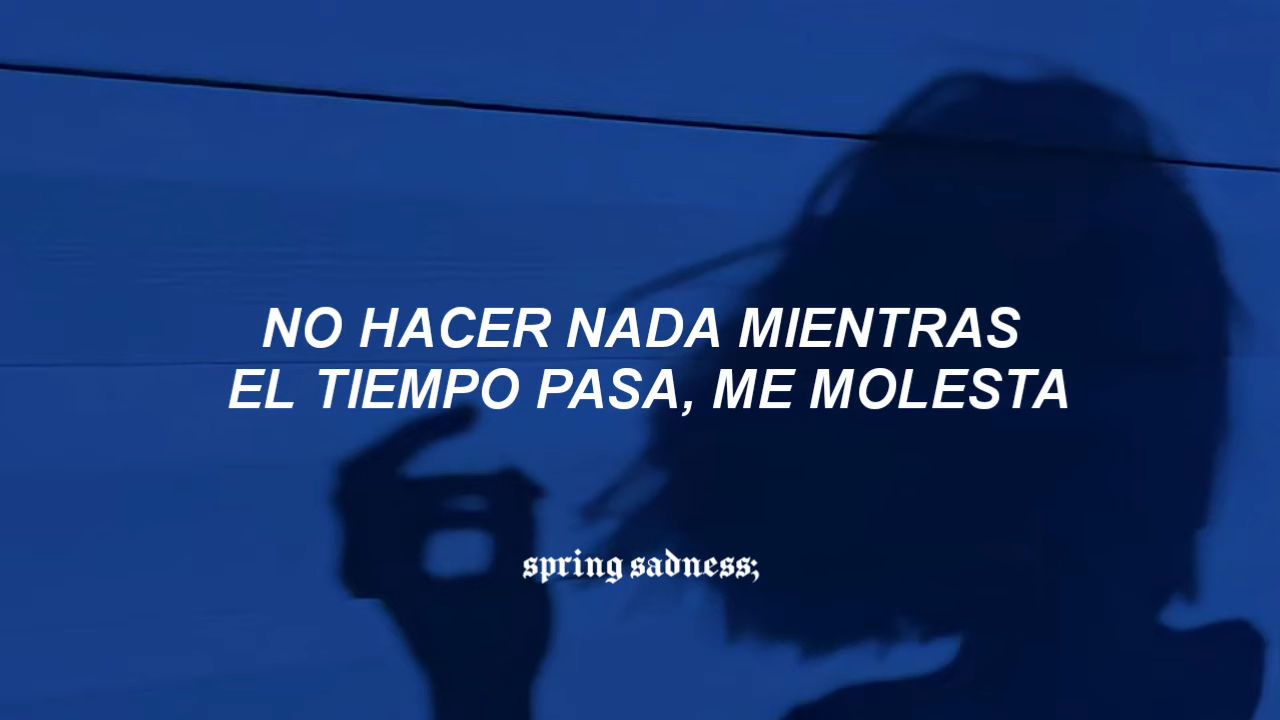 NO HACER NADA MIENTRAS
EL TIEMPO PASA, ME MOLESTA
spring sadness;